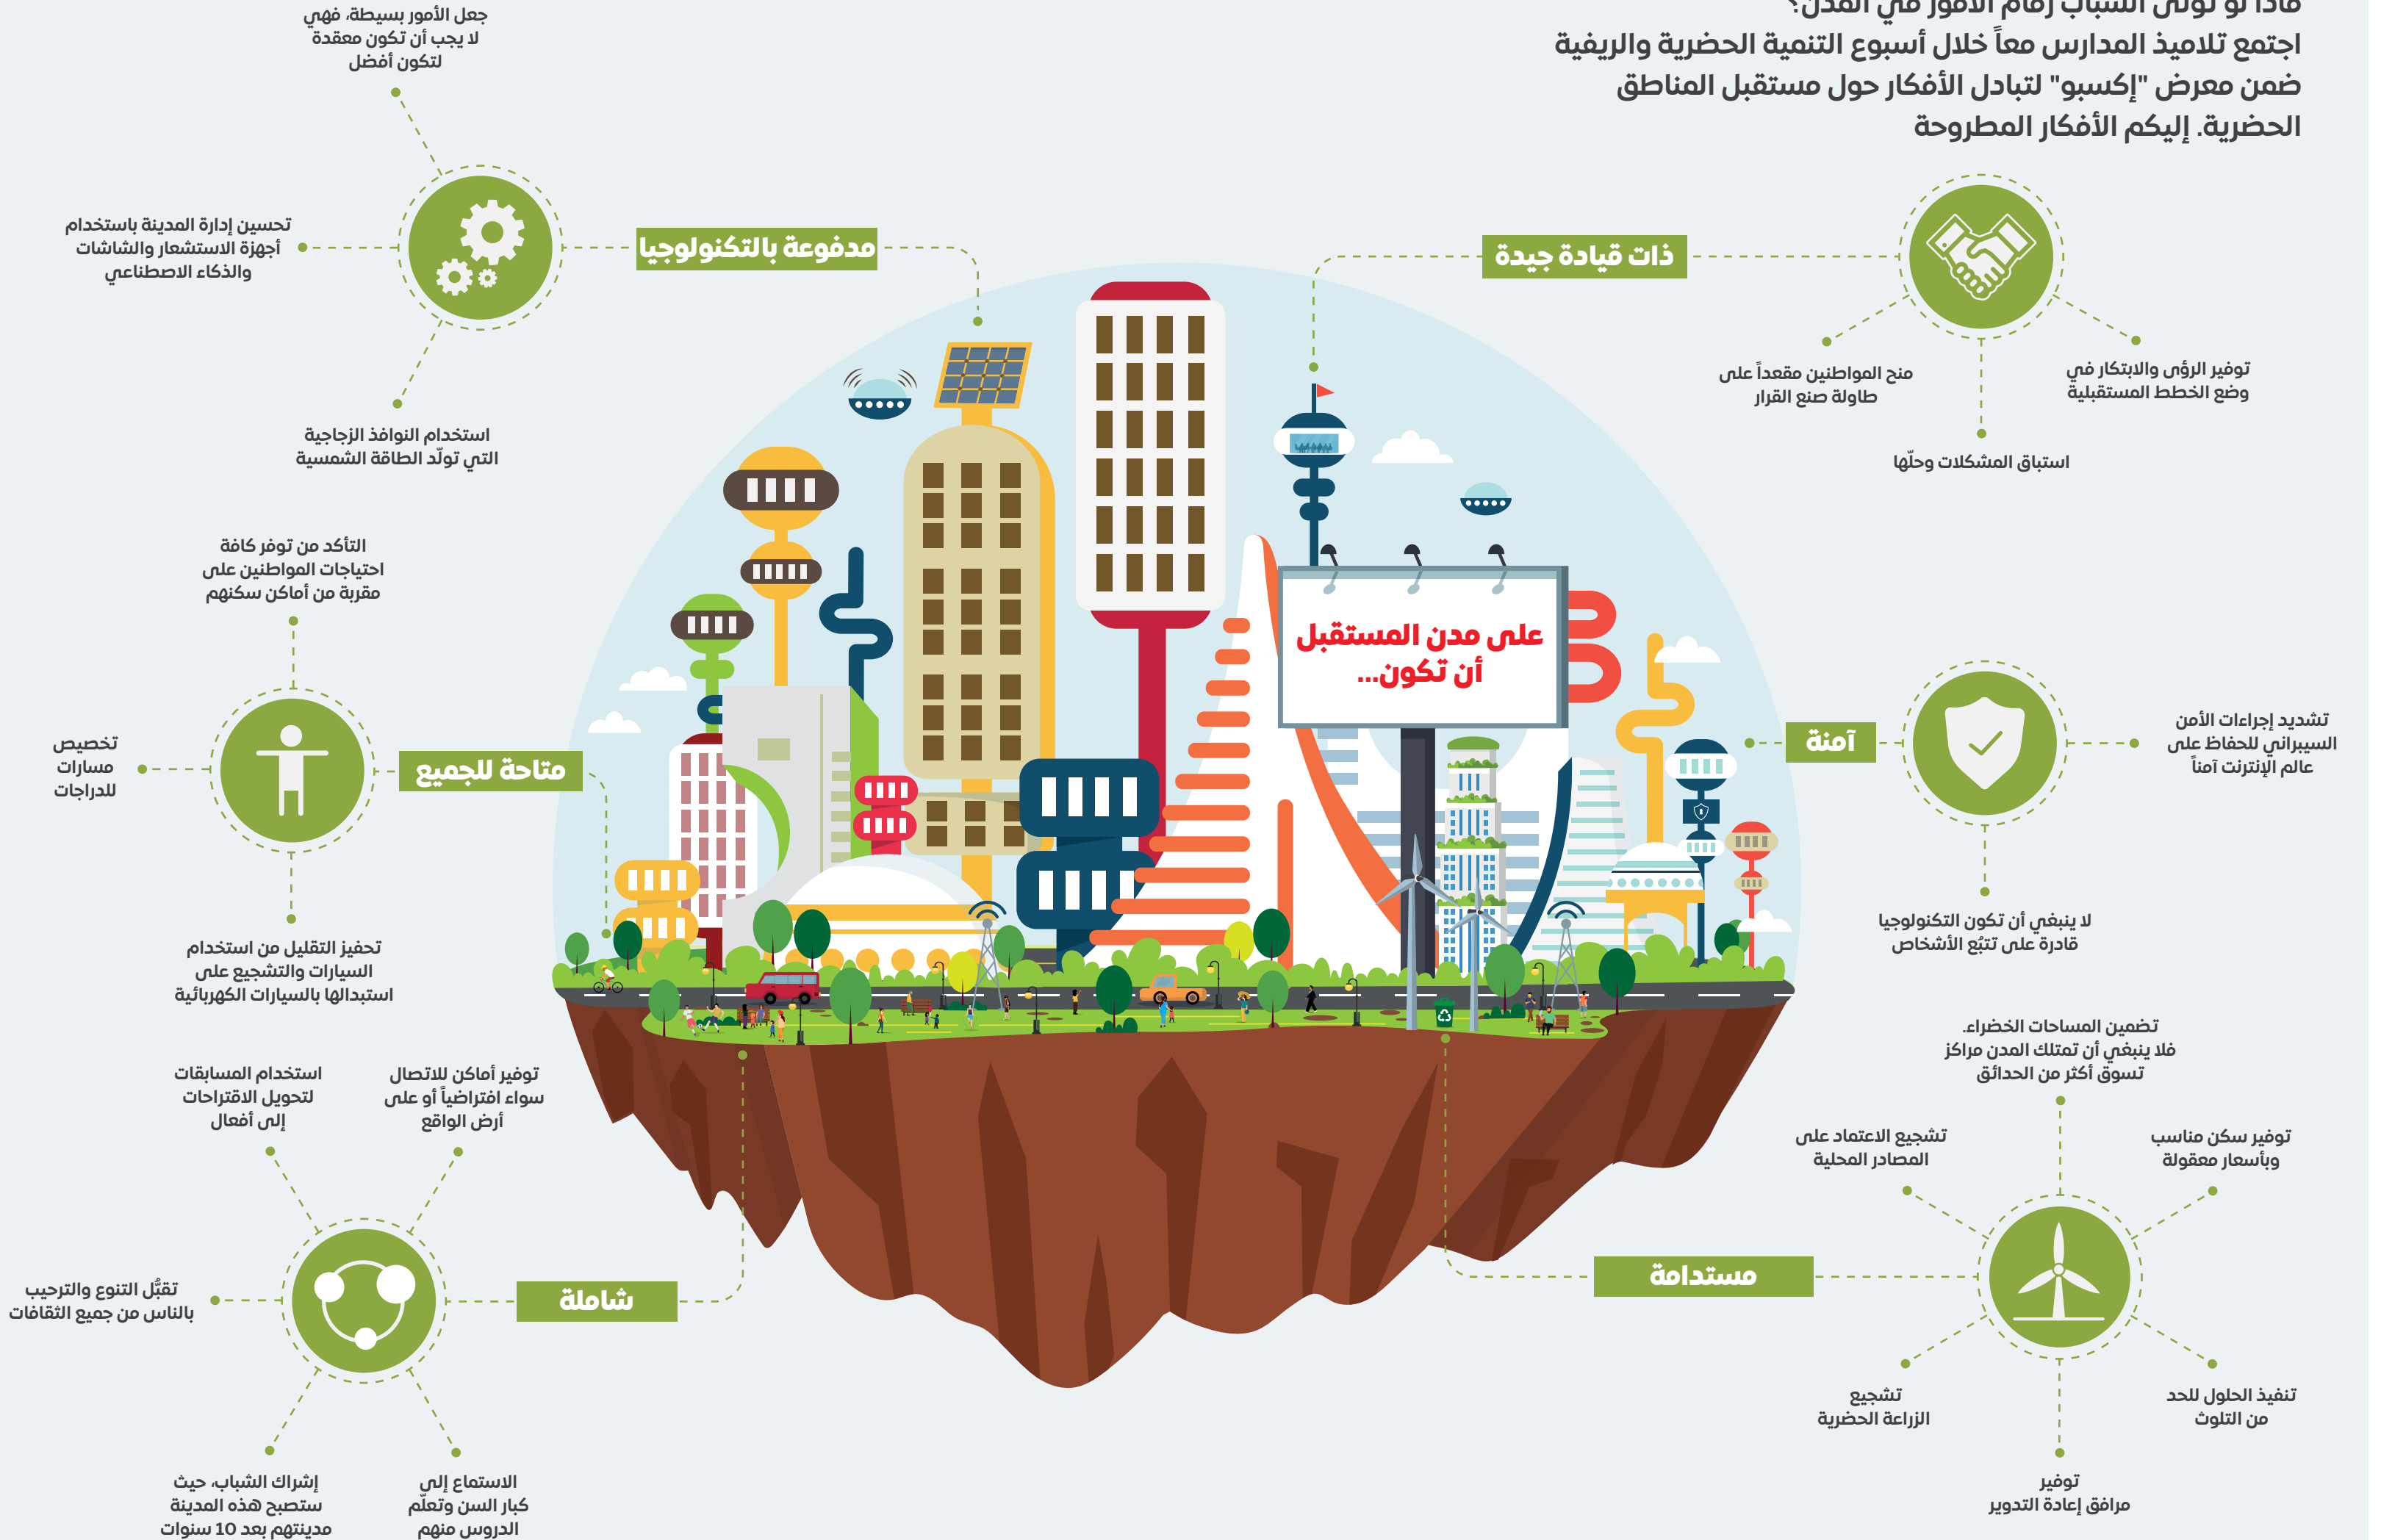 ماذا لو تولى الشباب زمام الأمور في المدن؟
اجتمع تلاميذ المدارس معاً خلال أسبوع التنمية الحضرية والريفية
ضمن معرض "إكسبو" لتبادل الأفكار حول مستقبل المناطق
الحضرية. إليكم الأفكار المطروحة
على مدن المستقبل
أن تكون...
ذات قيادة جيدة
توفير الرؤى والابتكار في
وضع الخطط المستقبلية
استباق المشكلات وحلّها
منح المواطنين مقعداً على
طاولة صنع القرار
آمنة
تشديد إجراءات الأمن
السيبراني للحفاظ على
عالم الإنترنت آمناً
لا ينبغي أن تكون التكنولوجيا
قادرة على تتبّع الأشخاص
مستدامة
تضمين المساحات الخضراء.
فلا ينبغي أن تمتلك المدن مراكز
تسوق أكثر من الحدائق
توفير سكن مناسب
وبأسعار معقولة
تشجيع الاعتماد على
المصادر المحلية
تنفيذ الحلول للحد
من التلوث
تشجيع
الزراعة الحضرية
توفير
مرافق إعادة التدوير
مدفوعة بالتكنولوجيا
جعل الأمور بسيطة، فهي
لا يجب أن تكون معقدة
لتكون أفضل
تحسين إدارة المدينة باستخدام
أجهزة الاستشعار والشاشات
والذكاء الاصطناعي
استخدام النوافذ الزجاجية
التي تولّد الطاقة الشمسية
متاحة للجميع
التأكد من توفر كافة
احتياجات المواطنين على
مقربة من أماكن سكنهم
تخصيص
مسارات
للدراجات
تحفيز التقليل من استخدام
السيارات والتشجيع على
استبدالها بالسيارات الكهربائية
شاملة
توفير أماكن للاتصال
سواء افتراضياً أو على
أرض الواقع
استخدام المسابقات
لتحويل الاقتراحات
إلى أفعال
تقبُّل التنوع والترحيب
بالناس من جميع الثقافات
الاستماع إلى
كبار السن وتعلّم
الدروس منهم
إشراك الشباب، حيث
ستصبح هذه المدينة
مدينتهم بعد 10 سنوات